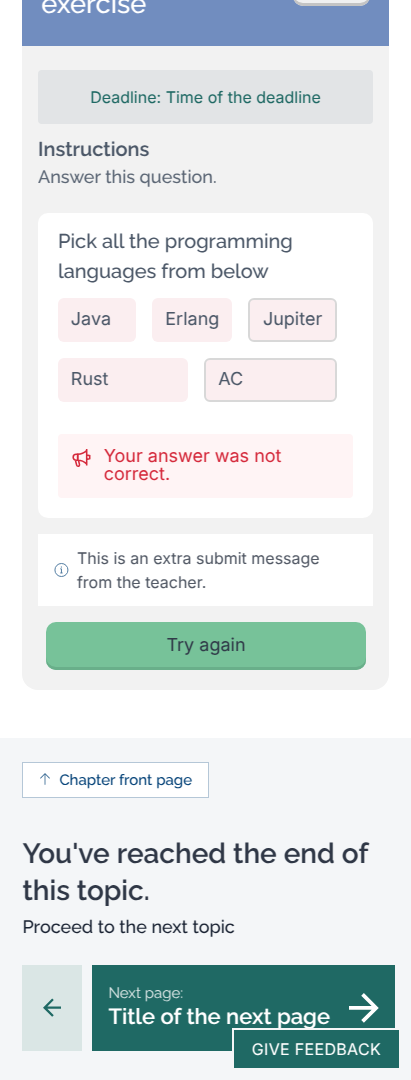 exercise
Deadline: Time of the deadline
Instructions
Answer this question.
Pick all the programming
languages from below
Java
Erlang
Jupiter
Rust
AC
Your answer was not
correct.
This is an extra submit message
from the teacher.
Try again
Chapter front page
You've reached the end of
this topic.
Proceed to the next topic
Next page:
Title of the next page
GIVE FEEDBACK